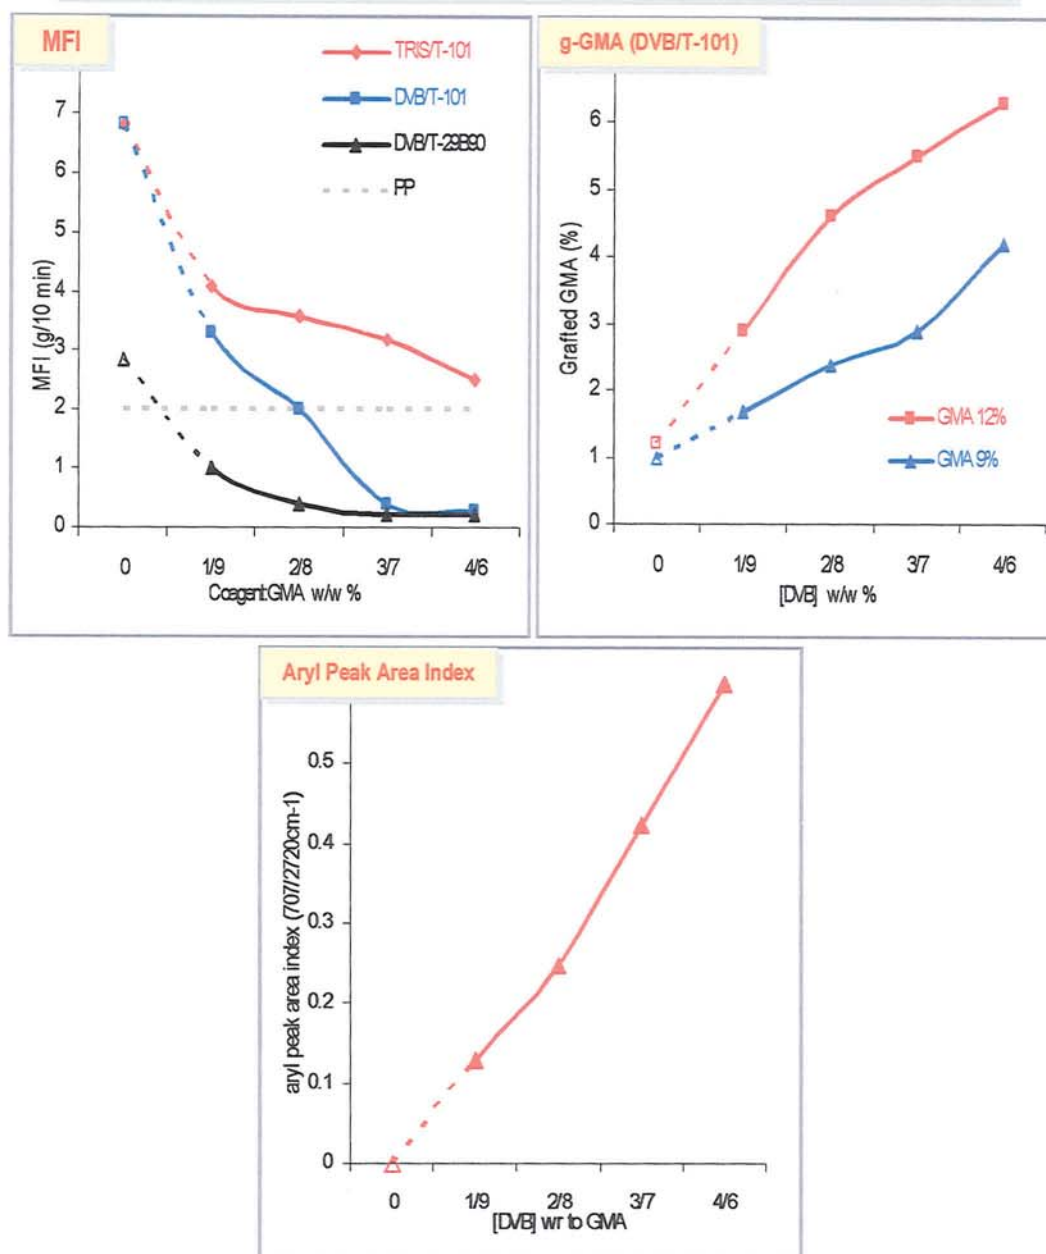 MFI
TRIS/T-101
DVB/T-101
DVB/T-29B90
PP
MFI (g/10 min)
7
6
5
4
3
2
1
0
0 1/9 2/8 3/7 4/6
Coagent:GMA w/w %
g-GMA (DVB/T-101)
Grafted GMA (%)
6
5
4
3
2
1
0
GMA 12%
GMA 9%
0 1/9 2/8 3/7 4/6
[DVB] w/w %
Aryl Peak Area Index
aryl peak area index (707/2720cm-1)
0.5
0.4
0.3
0.2
0.1
0
0 1/9 2/8 3/7 4/6
[DVB] wr to GMA